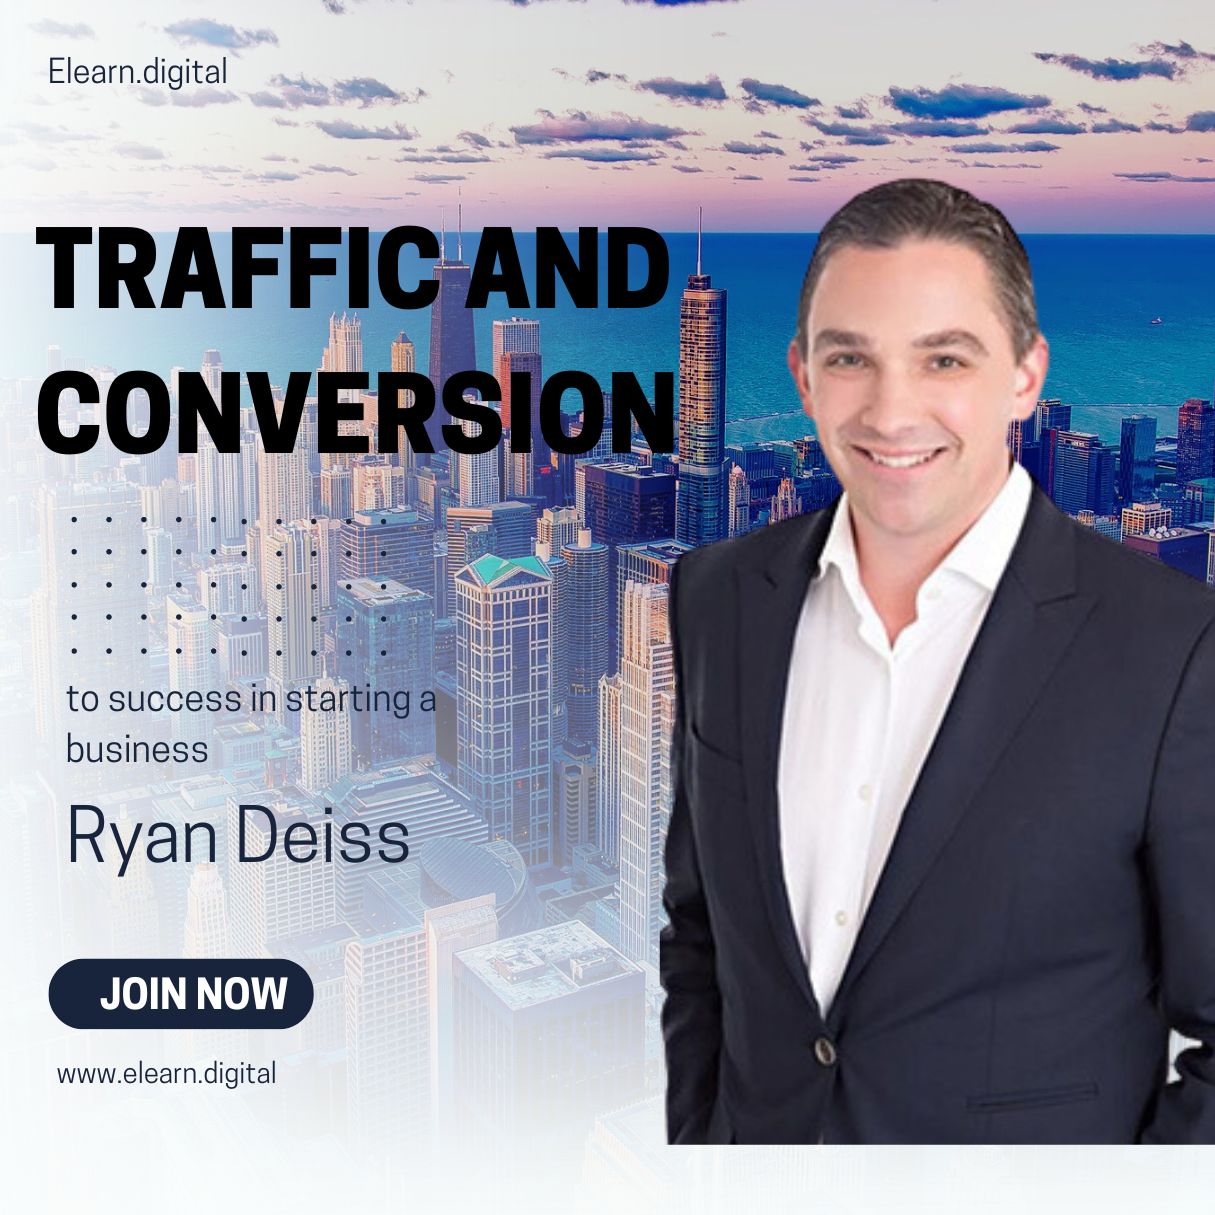 Elearn.digital
TRAFFIC AND
CONVERSION
to success in starting a
business
Ryan Deiss
JOIN NOW
www.elearn.digital